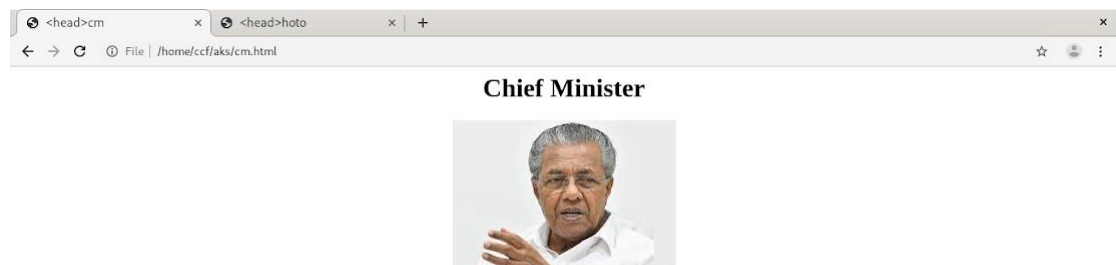 <head>cm × <head>hoto × + ×
File | /home/ccf/aks/cm.html
Chief Minister